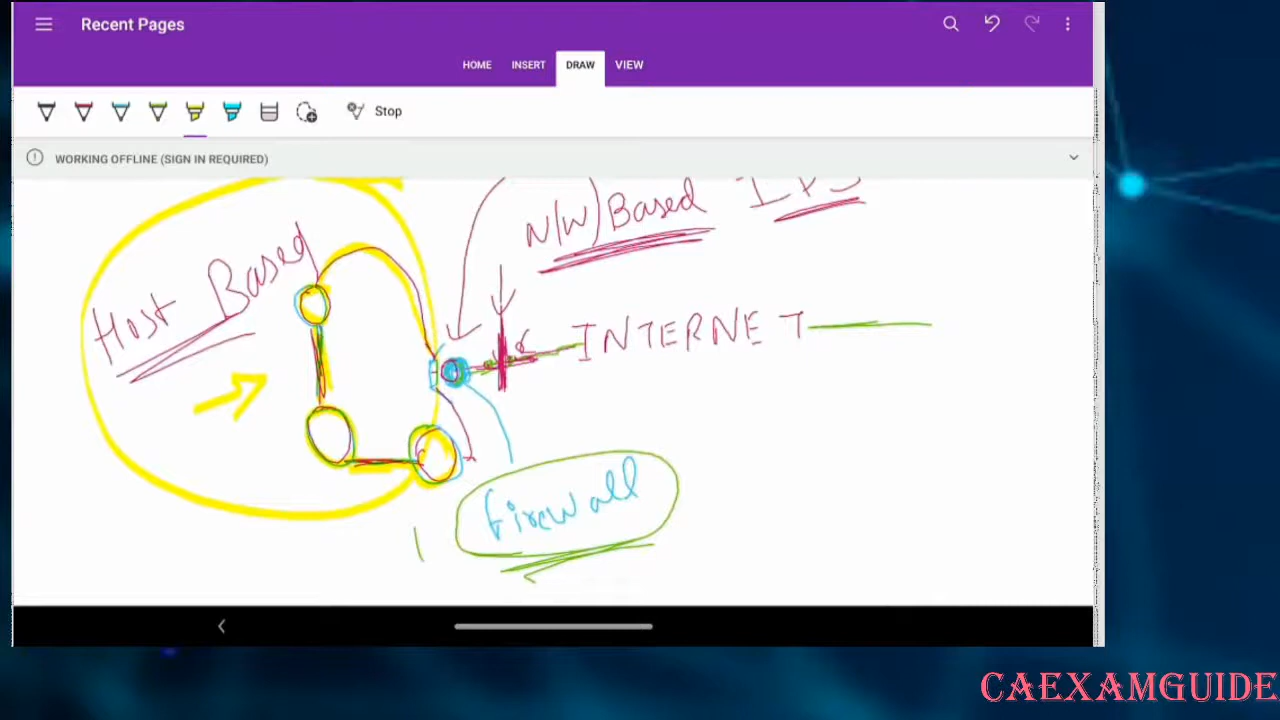 Recent Pages
HOME INSERT DRAW VIEW
Stop
WORKING OFFLINE (SIGN IN REQUIRED)
N/W) Based IPS
Host Based
INTERNET
firewall
CAEXAMGUIDE